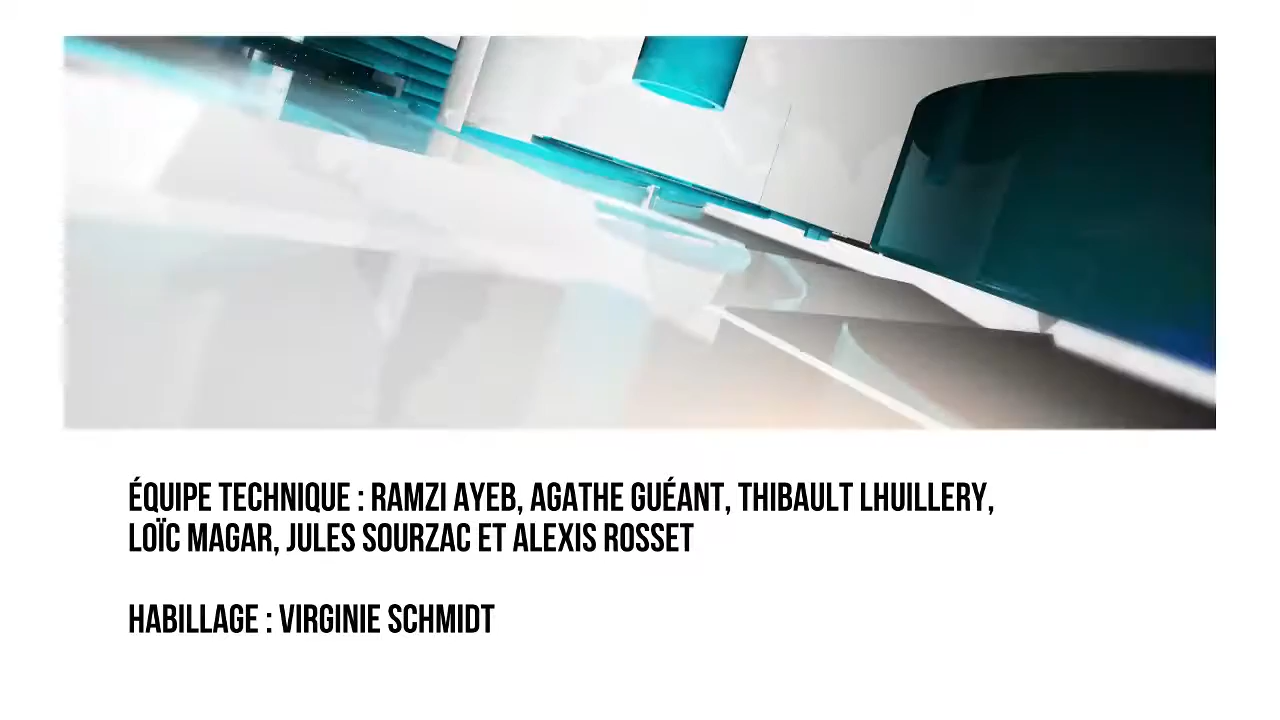 ÉQUIPE TECHNIQUE : RAMZI AYEB, AGATHE GUÉANT, THIBAULT LHUILLERY,
LOÏC MAGAR, JULES SOURZAC ET ALEXIS ROSSET
HABILLAGE : VIRGINIE SCHMIDT